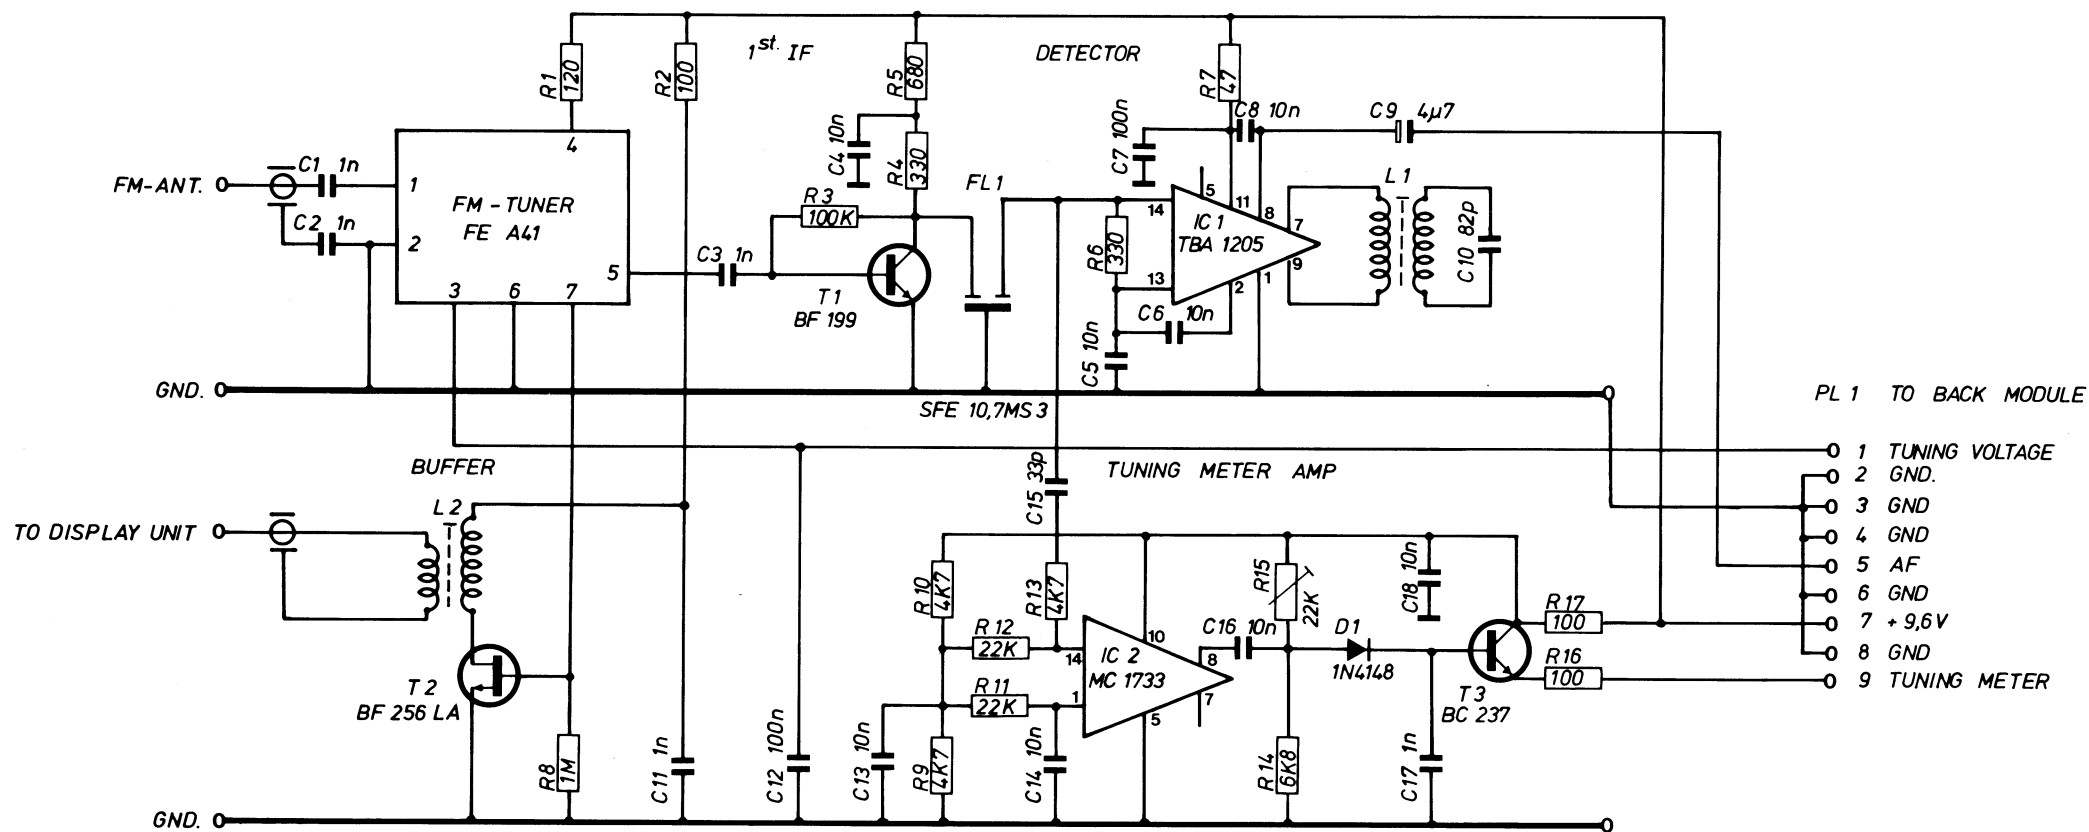 1st. IF
DETECTOR
R1 120
R2 100
R5 680
R7 47
C4 10n
R4 330
C7 100n
C8 10n
C9 4µ7
FM-ANT.
C1 1n
C2 1n
1
2
3
4
5
6
7
FM-TUNER
FE A41
R3
100K
C3 1n
T1
BF 199
FL1
SFE 10,7MS3
R6 330
14
13
5
11
8
7
9
1
2
IC 1
TBA 1205
C6 10n
C5 10n
L1
C10 82p
GND.
PL 1 TO BACK MODULE
1 TUNING VOLTAGE
2 GND.
3 GND
4 GND
5 AF
6 GND
7 + 9,6V
8 GND
9 TUNING METER
BUFFER
TUNING METER AMP
TO DISPLAY UNIT
L2
T2
BF 256 LA
R8 1M
C11 1n
C12 100n
C13 10n
R10 4K7
R9 4K7
R12
22K
R11
22K
C15 33p
R13 4K7
C14 10n
14
1
10
8
7
5
IC 2
MC 1733
C16 10n
R15
22K
R14 6K8
D1
1N4148
C18 10n
C17 1n
T3
BC 237
R17
100
R16
100
GND.